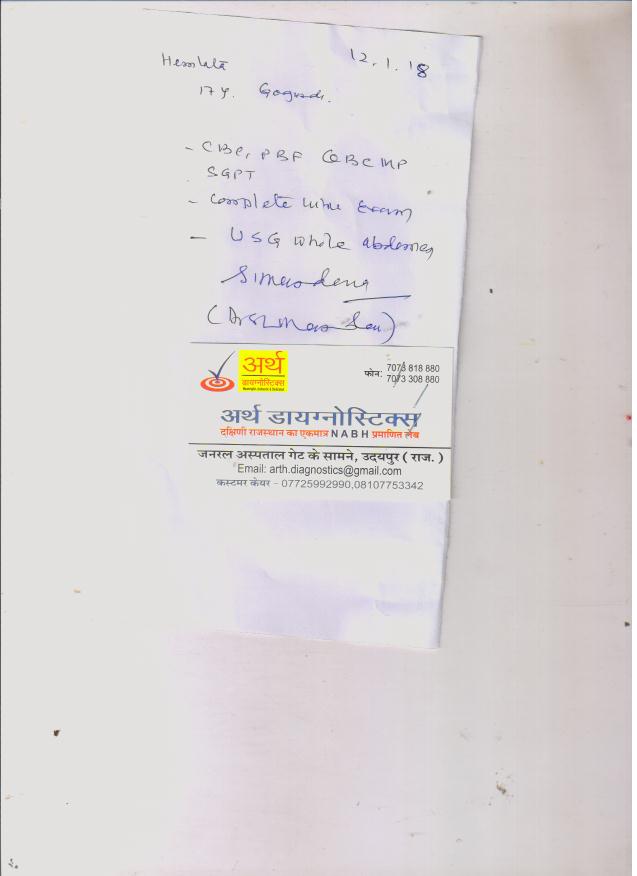 Hemlata 12.1.18
17 y. Gogunda.
- CBC, PBF QBC MP
SGPT
- Complete Urine Exam
- USG whole abdomen
अर्थ
डायग्नोस्टिक्स
फोन: 7073 818 880
7073 308 880
अर्थ डायग्नोस्टिक्स
दक्षिणी राजस्थान का एकमात्र NABH प्रमाणित लैब
जनरल अस्पताल गेट के सामने, उदयपुर ( राज. )
Email: arth.diagnostics@gmail.com
कस्टमर केयर - 07725992990,08107753342